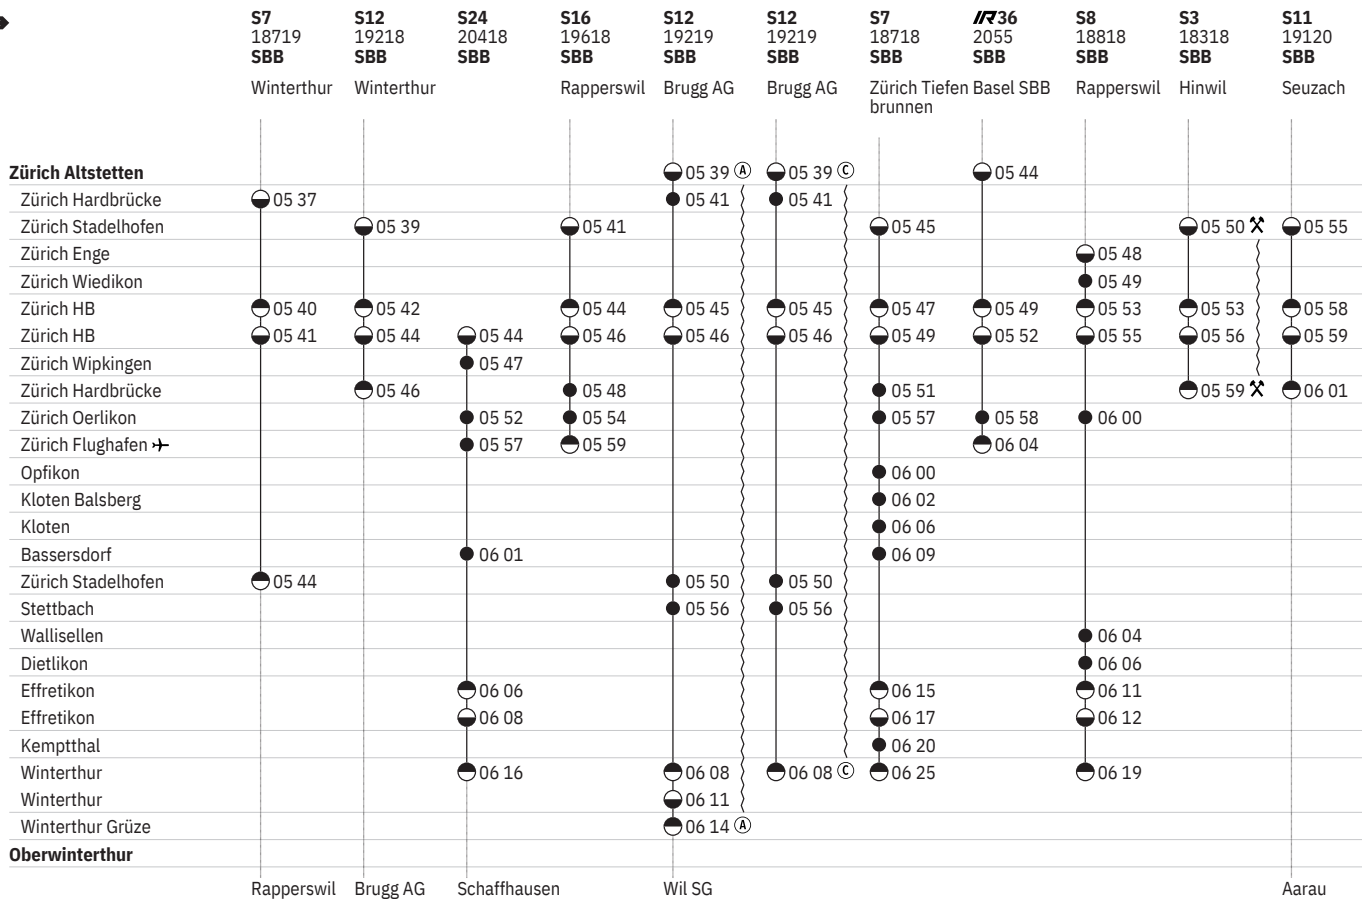 S7 S12 S24 S16 S12 S12 S7 IR36 S8 S3 S11
18719 19218 20418 19618 19219 19219 18718 2055 18818 18318 19120
SBB SBB SBB SBB SBB SBB SBB SBB SBB SBB SBB
Winterthur Winterthur Rapperswil Brugg AG Brugg AG Zürich Tiefen Basel SBB Rapperswil Hinwil Seuzach
brunnen
Zürich Altstetten 05 39 A 05 39 C 05 44
Zürich Hardbrücke 05 37 05 41 05 41
Zürich Stadelhofen 05 39 05 41 05 45 05 50 05 55
Zürich Enge 05 48
Zürich Wiedikon 05 49
Zürich HB 05 40 05 42 05 44 05 45 05 45 05 47 05 49 05 53 05 53 05 58
Zürich HB 05 41 05 44 05 44 05 46 05 46 05 46 05 49 05 52 05 55 05 56 05 59
Zürich Wipkingen 05 47
Zürich Hardbrücke 05 46 05 48 05 51 05 59 06 01
Zürich Oerlikon 05 52 05 54 05 57 05 58 06 00
Zürich Flughafen 05 57 05 59 06 04
Opfikon 06 00
Kloten Balsberg 06 02
Kloten 06 06
Bassersdorf 06 01 06 09
Zürich Stadelhofen 05 44 05 50 05 50
Stettbach 05 56 05 56
Wallisellen 06 04
Dietlikon 06 06
Effretikon 06 06 06 15 06 11
Effretikon 06 08 06 17 06 12
Kemptthal 06 20
Winterthur 06 16 06 08 06 08 C 06 25 06 19
Winterthur 06 11
Winterthur Grüze 06 14 A
Oberwinterthur
Rapperswil Brugg AG Schaffhausen Wil SG Aarau